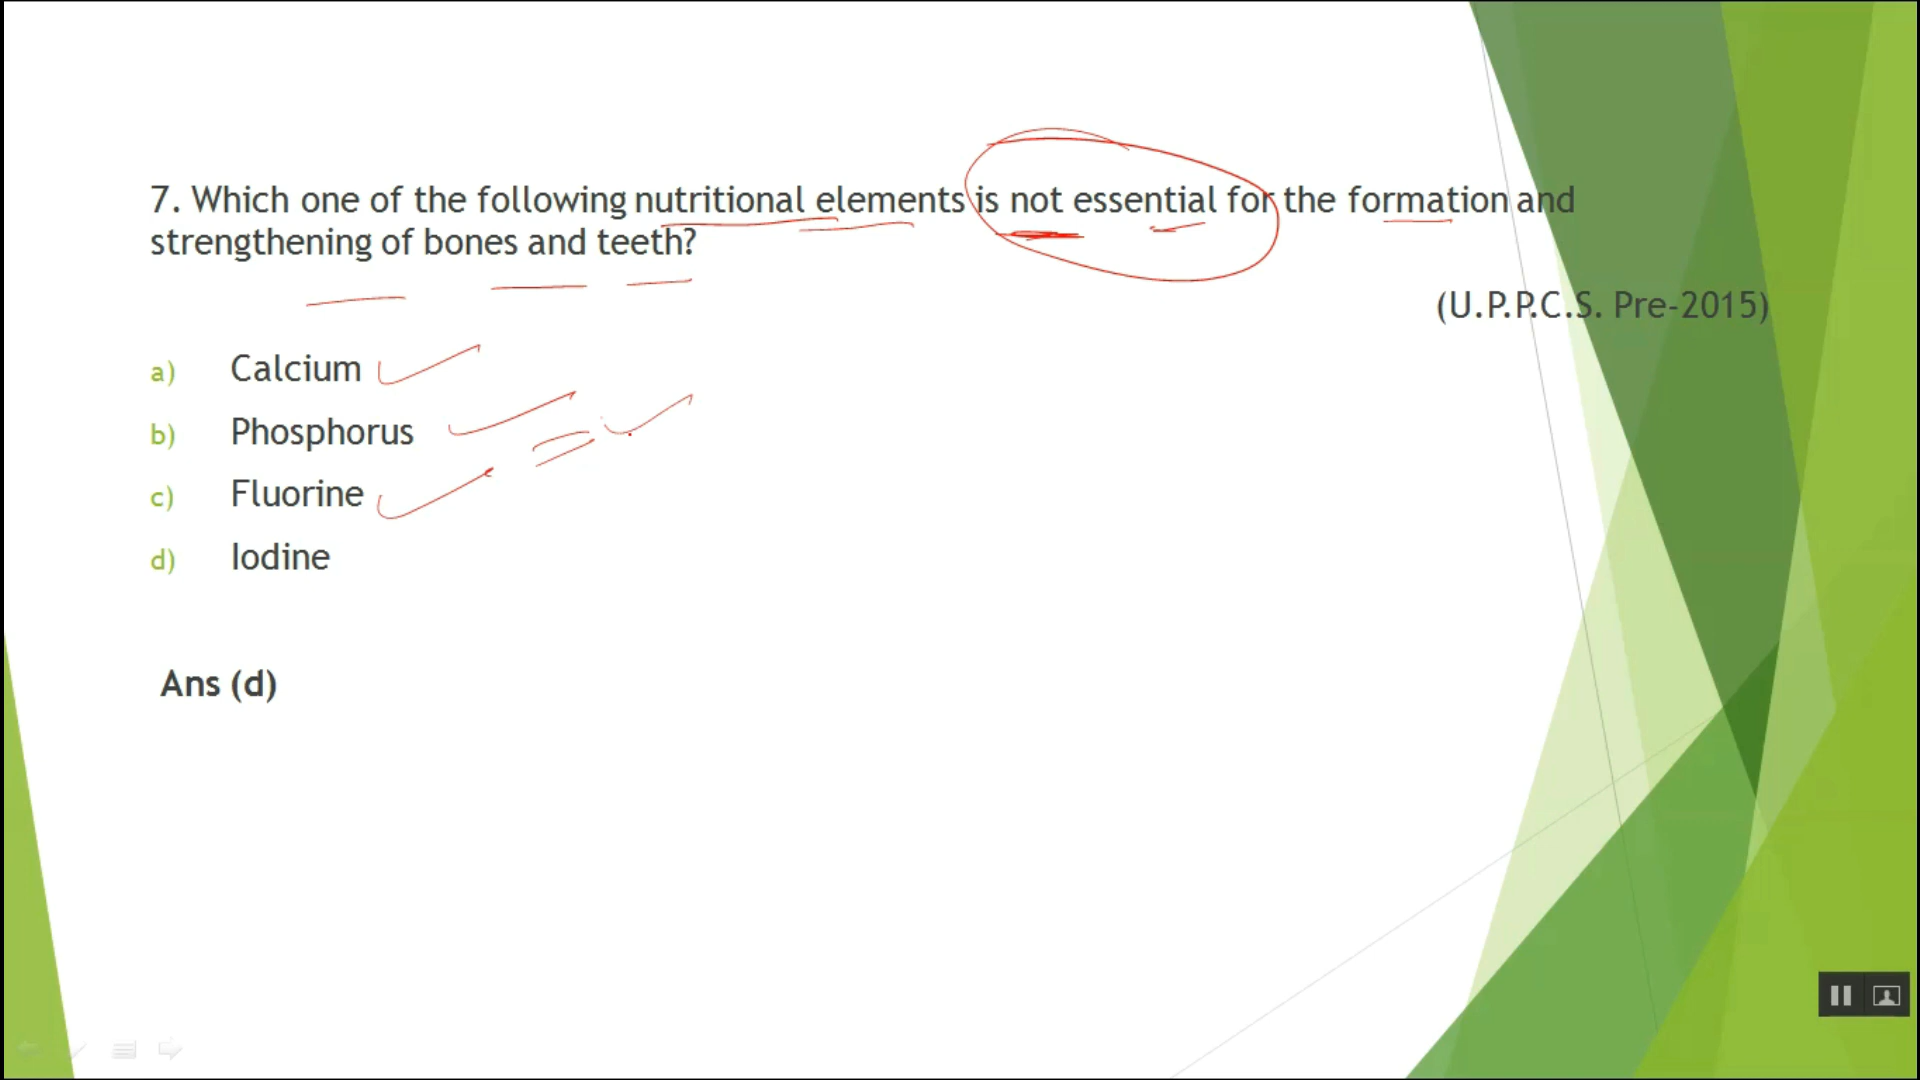 7. Which one of the following nutritional elements is not essential for the formation and
strengthening of bones and teeth?
(U.P.P.C.S. Pre-2015)
a) Calcium
b) Phosphorus
c) Fluorine
d) Iodine
Ans (d)